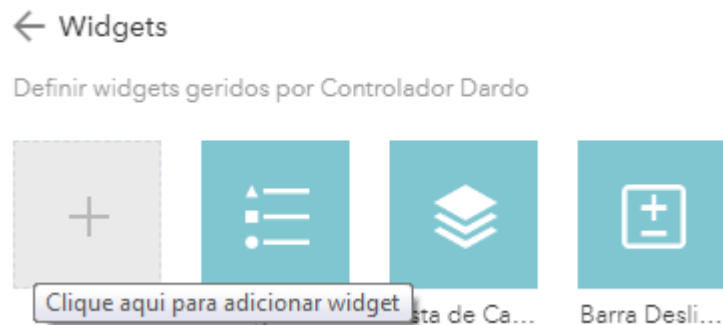 Widgets
Definir widgets geridos por Controlador Dardo
Clique aqui para adicionar widget
sta de Ca...
Barra Desli...